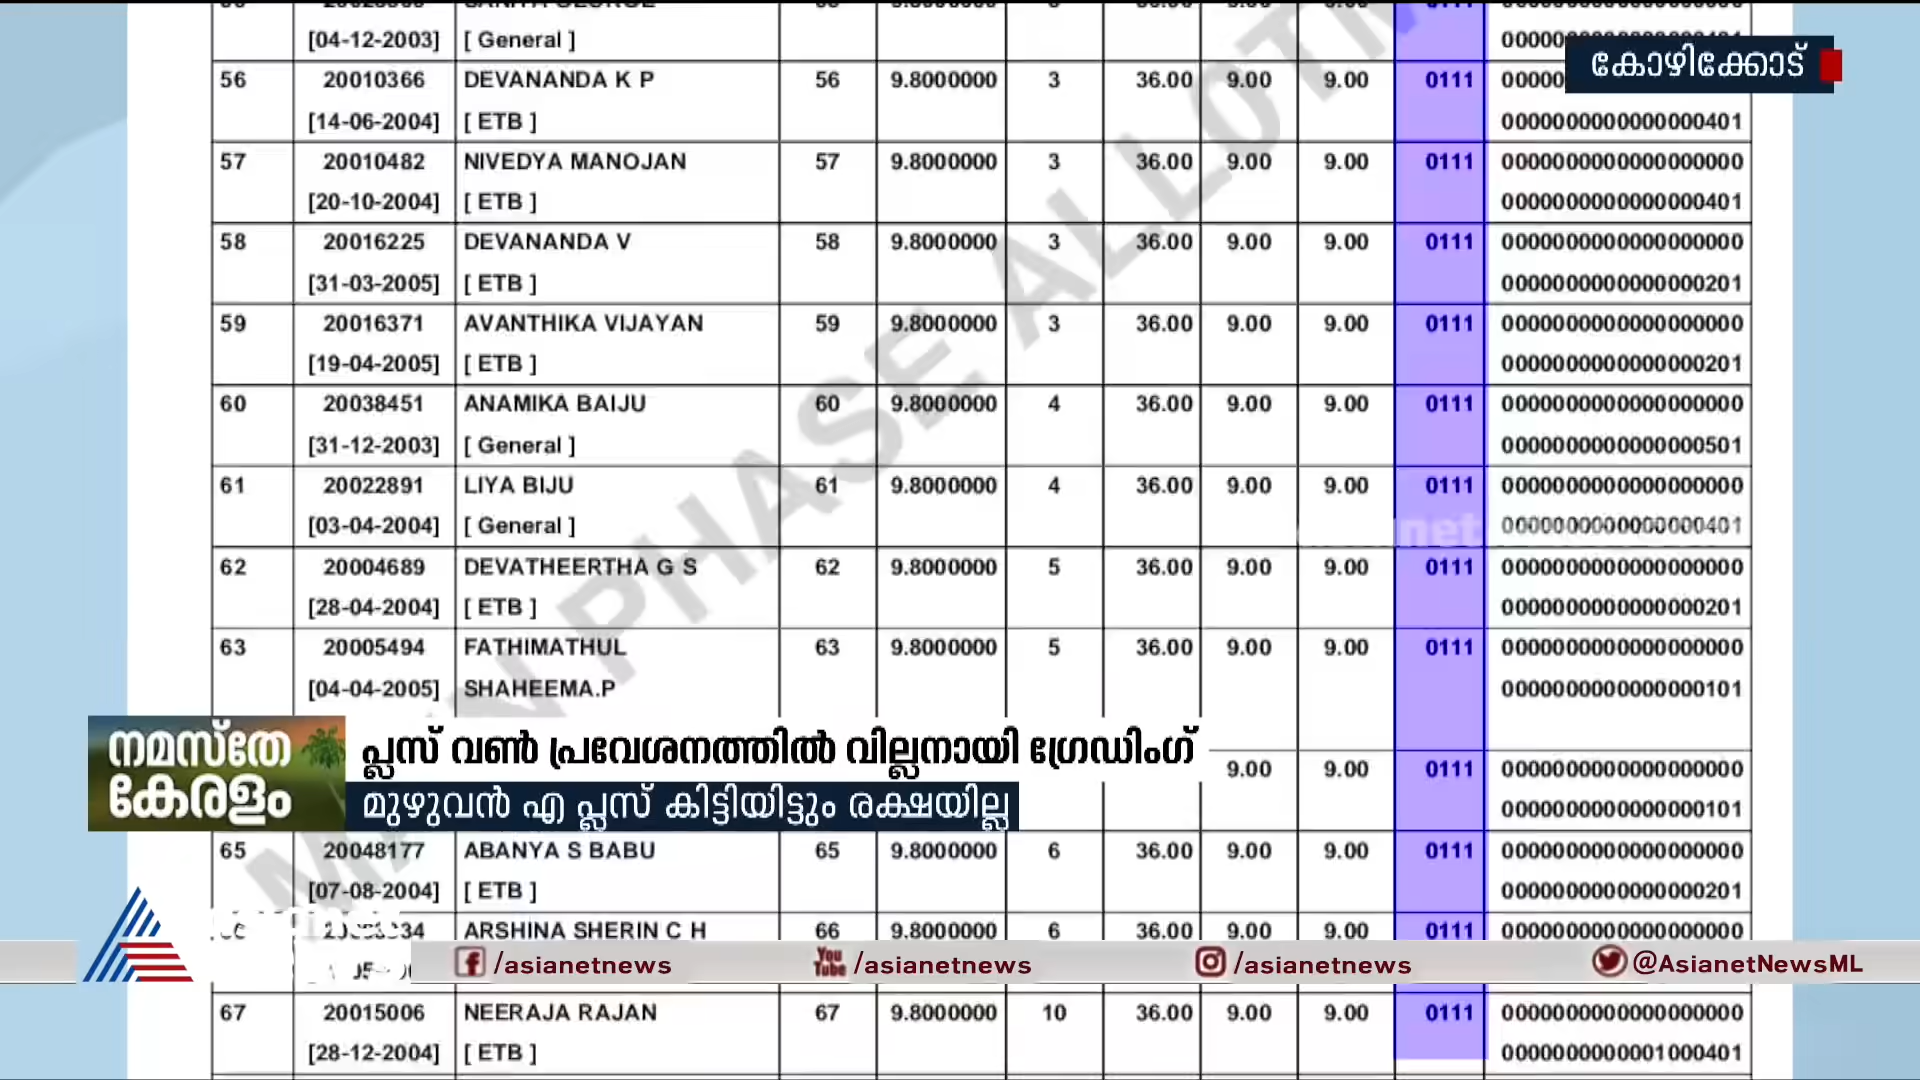 [04-12-2003] [ General ]
കോഴിക്കോട്
56 20010366 DEVANANDA K P 56 9.8000000 3 36.00 9.00 9.00 0111
[14-06-2004] [ ETB ] 0000000000000000401
57 20010482 NIVEDYA MANOJAN 57 9.8000000 3 36.00 9.00 9.00 0111 0000000000000000000
[20-10-2004] [ ETB ] 0000000000000000401
58 20016225 DEVANANDA V 58 9.8000000 3 36.00 9.00 9.00 0111 0000000000000000000
[31-03-2005] [ ETB ] 0000000000000000201
59 20016371 AVANTHIKA VIJAYAN 59 9.8000000 3 36.00 9.00 9.00 0111 0000000000000000000
[19-04-2005] [ ETB ] 0000000000000000201
60 20038451 ANAMIKA BAIJU 60 9.8000000 4 36.00 9.00 9.00 0111 0000000000000000000
[31-12-2003] [ General ] 0000000000000000501
61 20022891 LIYA BIJU 61 9.8000000 4 36.00 9.00 9.00 0111 0000000000000000000
[03-04-2004] [ General ] 0000000000000000401
62 20004689 DEVATHEERTHA G S 62 9.8000000 5 36.00 9.00 9.00 0111 0000000000000000000
[28-04-2004] [ ETB ] 0000000000000000201
63 20005494 FATHIMATHUL 63 9.8000000 5 36.00 9.00 9.00 0111 0000000000000000000
[04-04-2005] SHAHEEMA.P 0000000000000000101
നമസ്തേ
കേരളം
പ്ലസ് വൺ പ്രവേശനത്തിൽ വില്ലനായി ഗ്രേഡിംഗ്
മുഴുവൻ എ പ്ലസ് കിട്ടിയിട്ടും രക്ഷയില്ല
9.00 9.00 0111 0000000000000000000
0000000000000000101
65 20048177 ABANYA S BABU 65 9.8000000 6 36.00 9.00 9.00 0111 0000000000000000000
[07-08-2004] [ ETB ] 0000000000000000201
ARSHINA SHERIN C H 66 9.8000000 6 36.00 9.00 9.00 0111 0000000000000000000
/asianetnews You Tube /asianetnews /asianetnews @AsianetNewsML
67 20015006 NEERAJA RAJAN 67 9.8000000 10 36.00 9.00 9.00 0111 0000000000000000000
[28-12-2004] [ ETB ] 0000000000001000401
MAIN PHASE ALLOTM